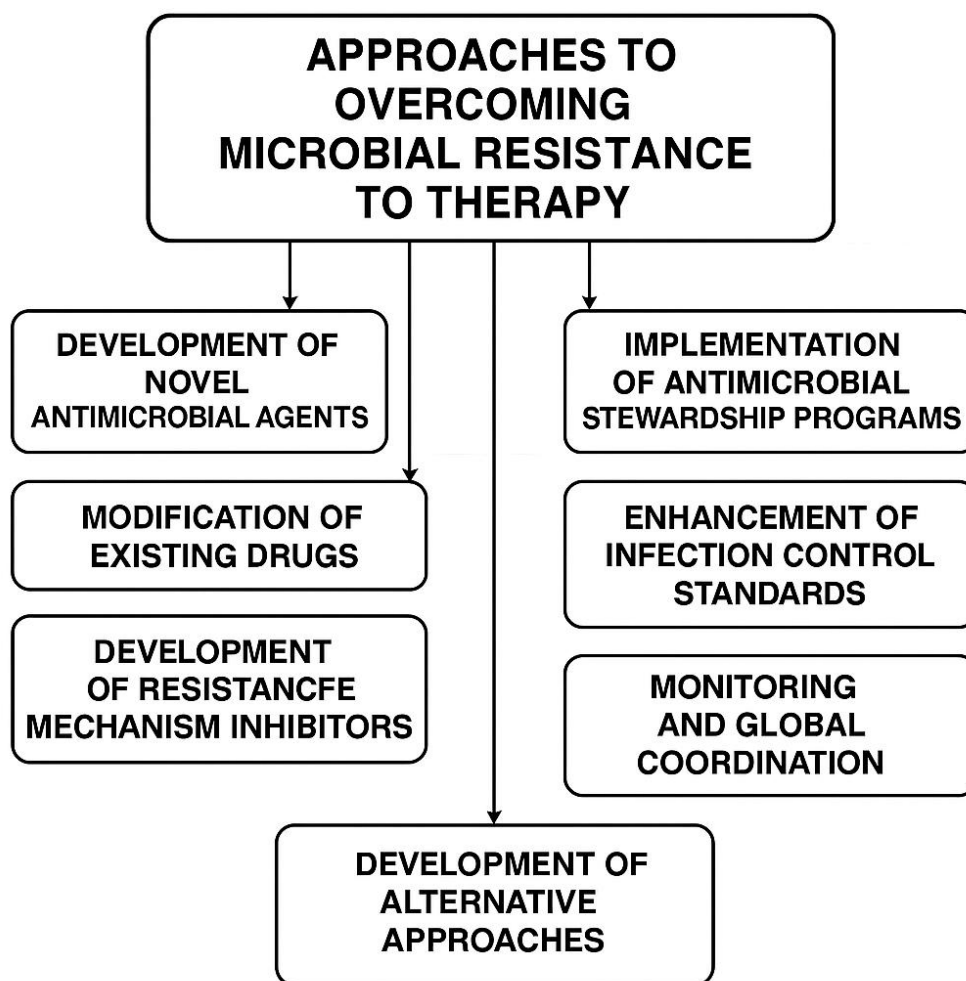 APPROACHES TO
OVERCOMING
MICROBIAL RESISTANCE
TO THERAPY
DEVELOPMENT OF
NOVEL
ANTIMICROBIAL AGENTS
MODIFICATION OF
EXISTING DRUGS
DEVELOPMENT
OF RESISTANCFE
MECHANISM INHIBITORS
IMPLEMENTATION
OF ANTIMICROBIAL
STEWARDSHIP PROGRAMS
ENHANCEMENT OF
INFECTION CONTROL
STANDARDS
MONITORING
AND GLOBAL
COORDINATION
DEVELOPMENT OF
ALTERNATIVE
APPROACHES